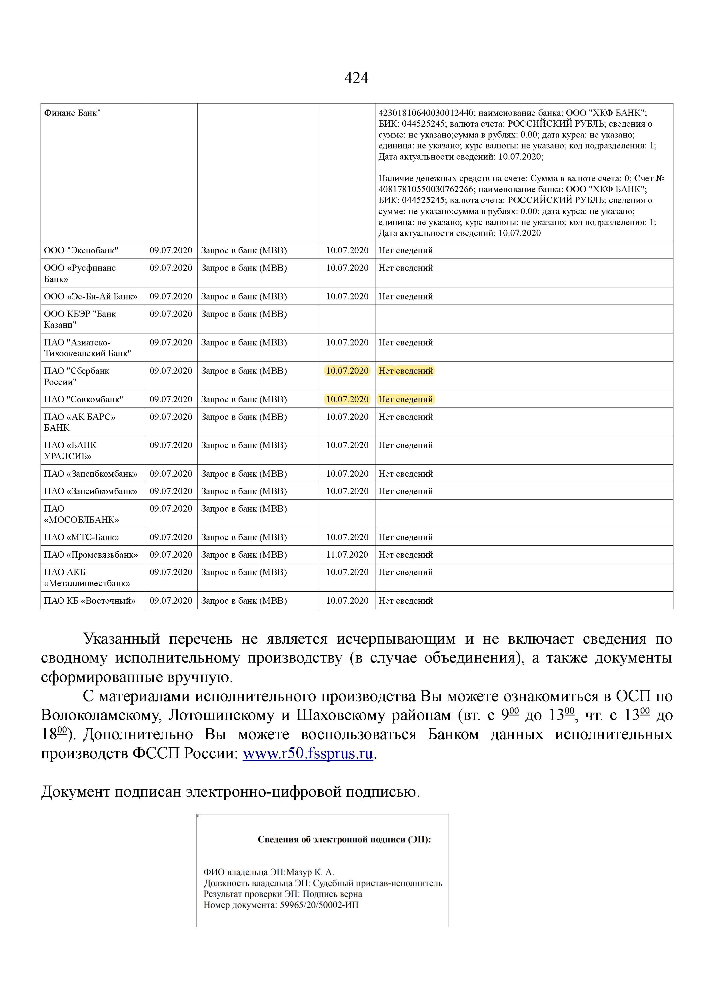 424
Финанс Банк"
42301810640030012440; наименование банка: ООО "ХКФ БАНК";
БИК: 044525245; валюта счета: РОССИЙСКИЙ РУБЛЬ; сведения о
сумме: не указано;сумма в рублях: 0.00; дата курса: не указано;
единица: не указано; курс валюты: не указано; код подразделения: 1;
Дата актуальности сведений: 10.07.2020;
Наличие денежных средств на счете: Сумма в валюте счета: 0; Счет №
40817810550030762266; наименование банка: ООО "ХКФ БАНК";
БИК: 044525245; валюта счета: РОССИЙСКИЙ РУБЛЬ; сведения о
сумме: не указано;сумма в рублях: 0.00; дата курса: не указано;
единица: не указано; курс валюты: не указано; код подразделения: 1;
Дата актуальности сведений: 10.07.2020
ООО "Экспобанк" 09.07.2020 Запрос в банк (МВВ) 10.07.2020 Нет сведений
ООО «Русфинанс 09.07.2020 Запрос в банк (МВВ) 10.07.2020 Нет сведений
Банк»
ООО «Эс-Би-Ай Банк» 09.07.2020 Запрос в банк (МВВ) 10.07.2020 Нет сведений
ООО КБЭР "Банк 09.07.2020 Запрос в банк (МВВ)
Казани"
ПАО "Азиатско- 09.07.2020 Запрос в банк (МВВ) 10.07.2020 Нет сведений
Тихоокеанский Банк"
ПАО "Сбербанк 09.07.2020 Запрос в банк (МВВ) 10.07.2020 Нет сведений
России"
ПАО "Совкомбанк" 09.07.2020 Запрос в банк (МВВ) 10.07.2020 Нет сведений
ПАО «АК БАРС» 09.07.2020 Запрос в банк (МВВ) 10.07.2020 Нет сведений
БАНК
ПАО «БАНК 09.07.2020 Запрос в банк (МВВ) 10.07.2020 Нет сведений
УРАЛСИБ»
ПАО «Запсибкомбанк» 09.07.2020 Запрос в банк (МВВ) 10.07.2020 Нет сведений
ПАО «Запсибкомбанк» 09.07.2020 Запрос в банк (МВВ) 10.07.2020 Нет сведений
ПАО 09.07.2020 Запрос в банк (МВВ)
«МОСОБЛБАНК»
ПАО «МТС-Банк» 09.07.2020 Запрос в банк (МВВ) 10.07.2020 Нет сведений
ПАО «Промсвязьбанк» 09.07.2020 Запрос в банк (МВВ) 11.07.2020 Нет сведений
ПАО АКБ 09.07.2020 Запрос в банк (МВВ) 10.07.2020 Нет сведений
«Металлинвестбанк»
ПАО КБ «Восточный» 09.07.2020 Запрос в банк (МВВ) 10.07.2020 Нет сведений
Указанный перечень не является исчерпывающим и не включает сведения по
сводному исполнительному производству (в случае объединения), а также документы
сформированные вручную.
С материалами исполнительного производства Вы можете ознакомиться в ОСП по
Волоколамскому, Лотошинскому и Шаховскому районам (вт. с 9⁰⁰ до 13⁰⁰, чт. с 13⁰⁰ до
18⁰⁰). Дополнительно Вы можете воспользоваться Банком данных исполнительных
производств ФССП России: www.r50.fssprus.ru.
Документ подписан электронно-цифровой подписью.
Сведения об электронной подписи (ЭП):
ФИО владельца ЭП:Мазур К. А.
Должность владельца ЭП: Судебный пристав-исполнитель
Результат проверки ЭП: Подпись верна
Номер документа: 59965/20/50002-ИП